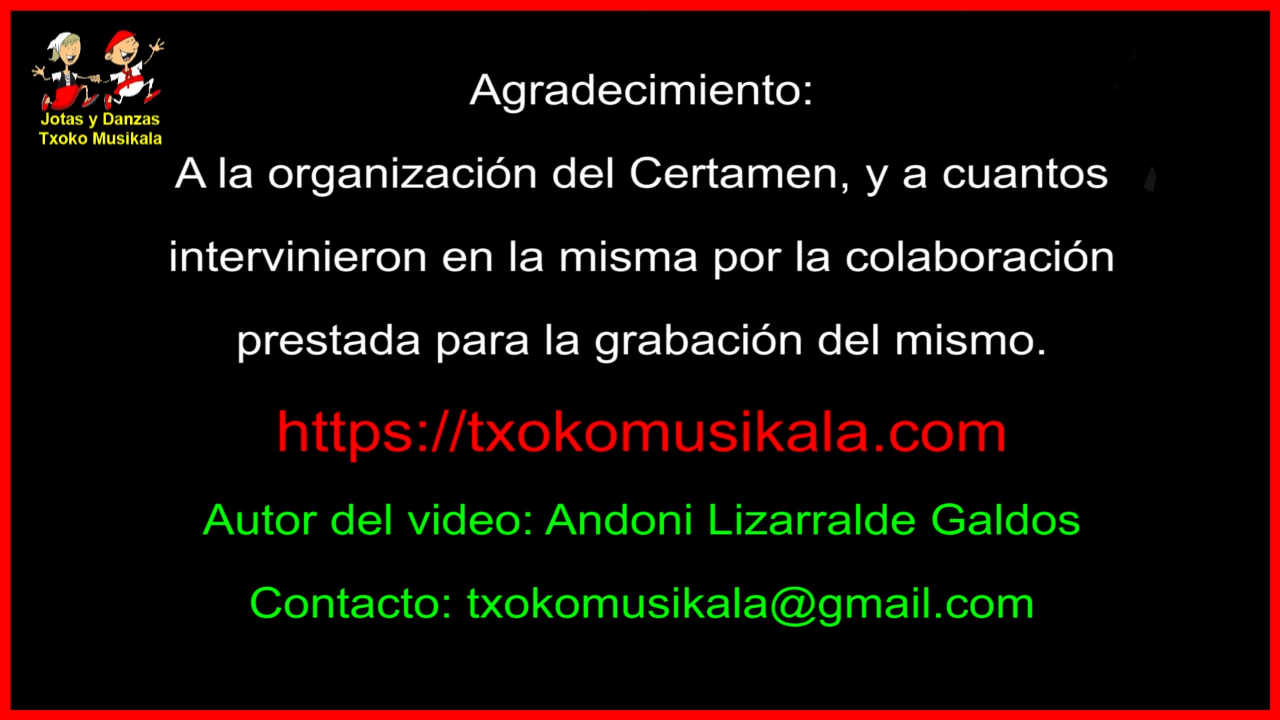 Jotas y Danzas
Txoko Musikala
Agradecimiento:
A la organización del Certamen, y a cuantos
intervinieron en la misma por la colaboración
prestada para la grabación del mismo.
https://txokomusikala.com
Autor del video: Andoni Lizarralde Galdos
Contacto: txokomusikala@gmail.com